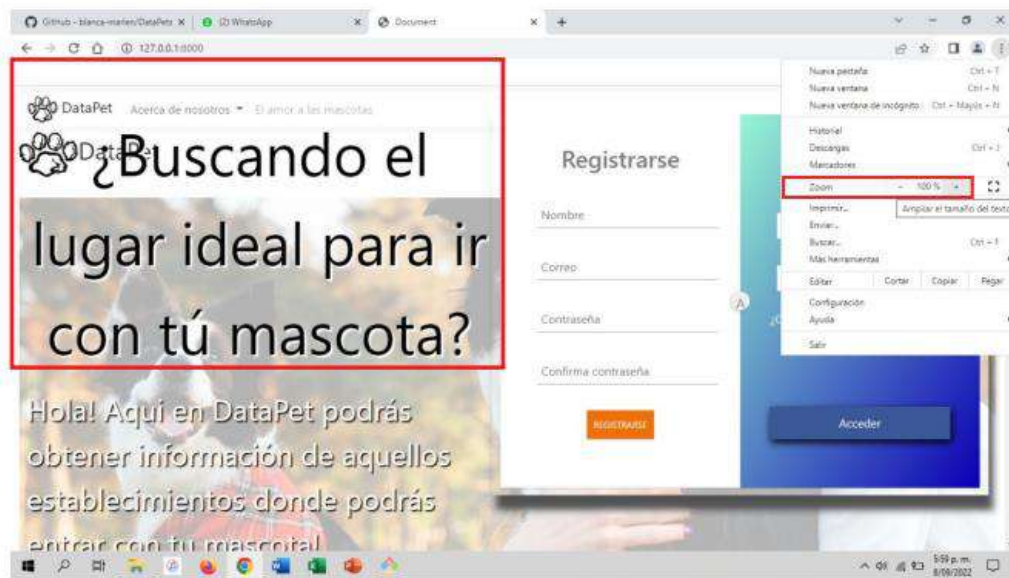 Github - blanca-marien/DataPets
(2) WhatsApp
Document
127.0.0.1:8000
DataPet Acerca de nosotros El amor a las mascotas
DataPet
¿Buscando el
lugar ideal para ir
con tú mascota?
Hola! Aqui en DataPet podrás
obtener información de aquellos
establecimientos donde podrás
entrar con tu mascota!
Registrarse
Nombre
Correo
Contraseña
Confirma contraseña
REGISTRARSE
A
Acceder
Nueva pestaña Ctrl + T
Nueva ventana Ctrl + N
Nueva ventana de incógnito Ctrl + Mayús + N
Historial
Descargas Ctrl + J
Marcadores
Zoom - 100 % +
Imprimir...
Ampliar el tamaño del texto
Enviar...
Buscar... Ctrl + F
Más herramientas
Editar Cortar Copiar Pegar
Configuración
Ayuda
Salir
5:59 p. m.
8/09/2022